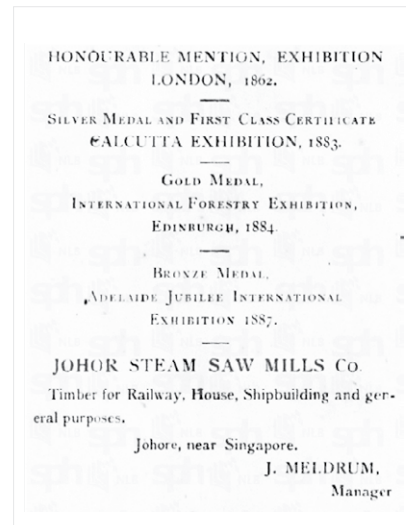 HONOURABLE MENTION, EXHIBITION
LONDON, 1862.
SILVER MEDAL AND FIRST CLASS CERTIFICATE
CALCUTTA EXHIBITION, 1883.
GOLD MEDAL,
INTERNATIONAL FORESTRY EXHIBITION,
EDINBURGH, 1884.
BRONZE MEDAL,
ADELAIDE JUBILEE INTERNATIONAL
EXHIBITION 1887.
JOHOR STEAM SAW MILLS CO.
Timber for Railway, House, Shipbuilding and gen-
eral purposes.
Johore, near Singapore.
J. MELDRUM,
Manager